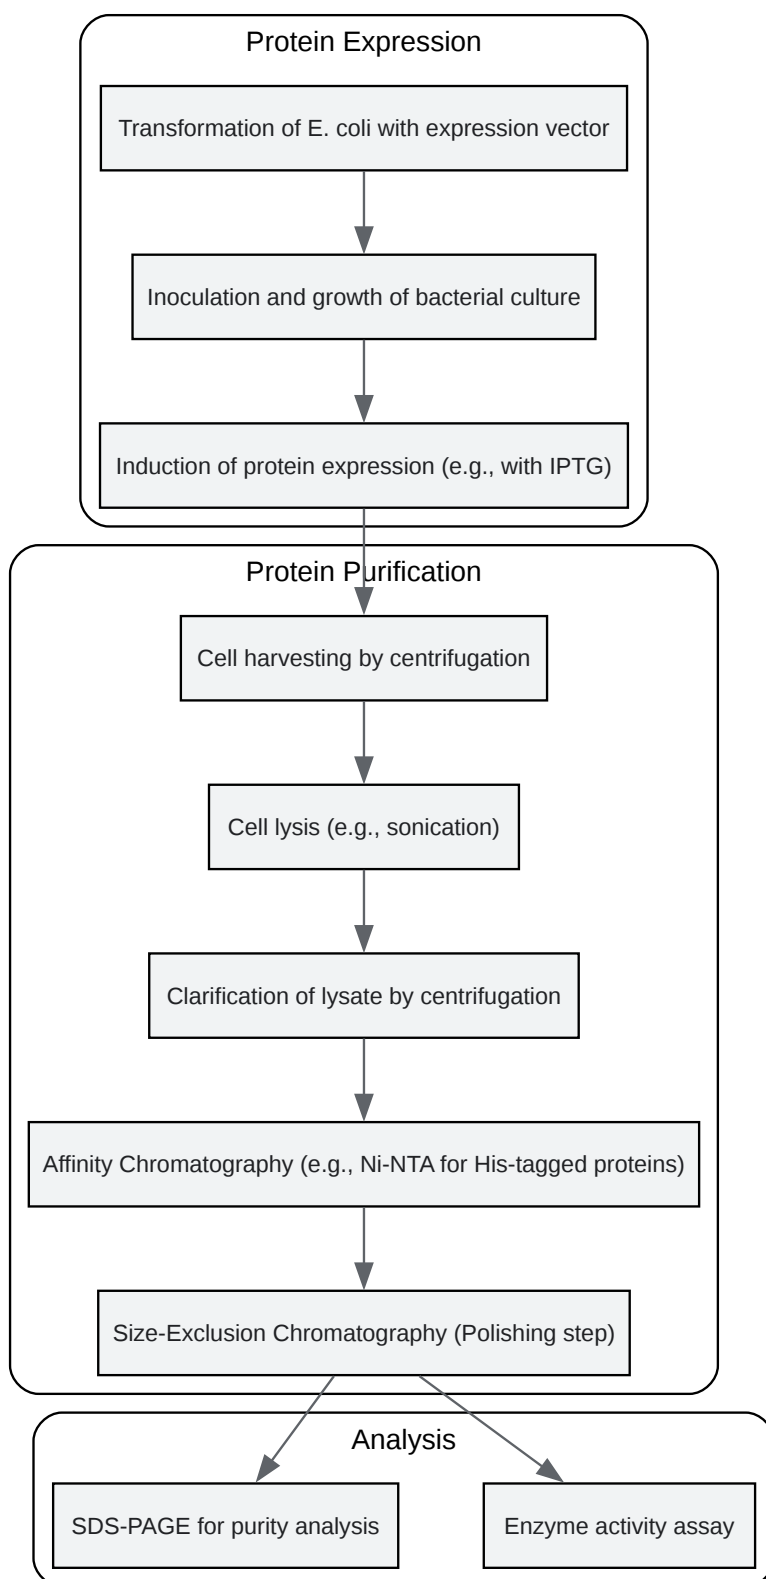 Protein Expression
Transformation of E. coli with expression vector
Inoculation and growth of bacterial culture
Induction of protein expression (e.g., with IPTG)
Protein Purification
Cell harvesting by centrifugation
Cell lysis (e.g., sonication)
Clarification of lysate by centrifugation
Affinity Chromatography (e.g., Ni-NTA for His-tagged proteins)
Size-Exclusion Chromatography (Polishing step)
Analysis
SDS-PAGE for purity analysis
Enzyme activity assay